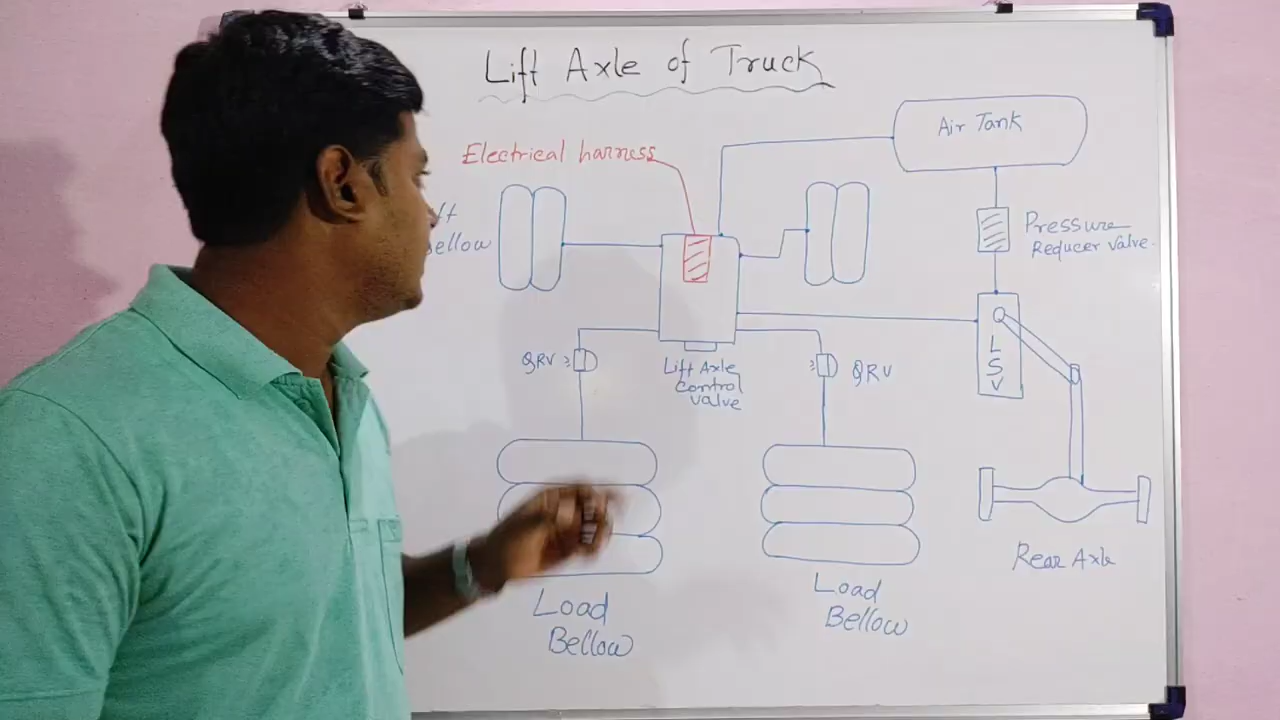 Lift Axle of Truck
Air Tank
Electrical harness
Bellow
Pressure
Reducer Valve
QRV
Lift Axle
Control
Valve
QRV
L
S
V
Rear Axle
Load
Bellow
Load
Bellow